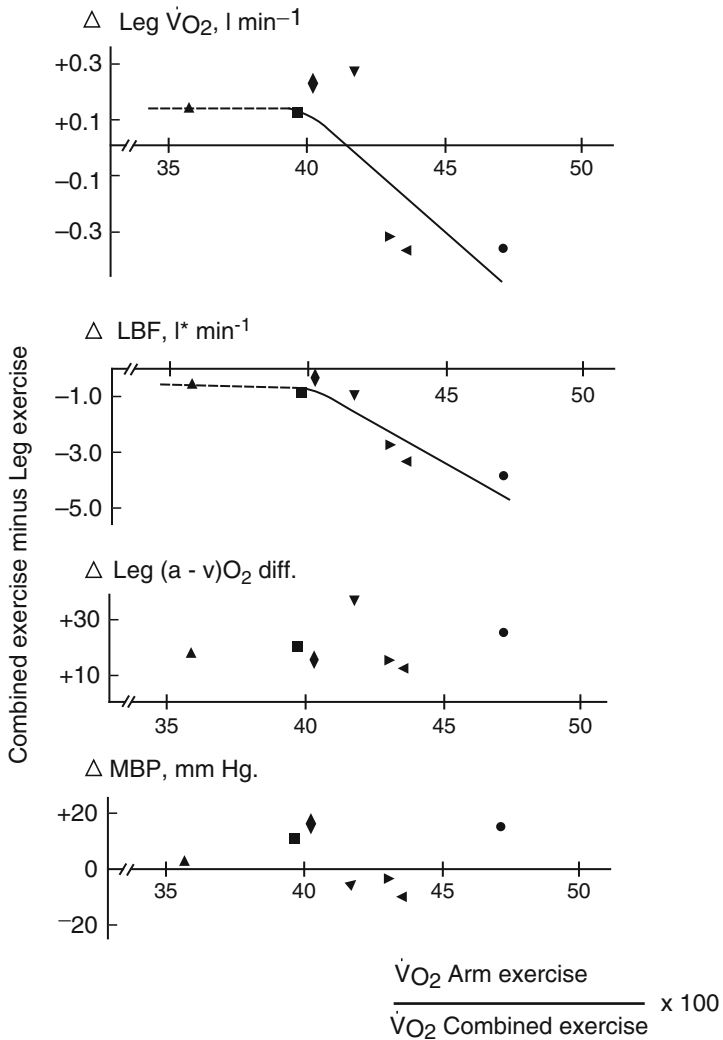 △ Leg V̇O2, l min–1
+0.3
+0.1
–0.1
–0.3
35 40 45 50
△ LBF, l* min-1
–1.0
–3.0
–5.0
35 40 45 50
△ Leg (a - v)O2 diff.
+30
+10
35 40 45 50
△ MBP, mm Hg.
+20
0
–20
35 40 45 50
Combined exercise minus Leg exercise
V̇O2 Arm exercise
V̇O2 Combined exercise
x 100